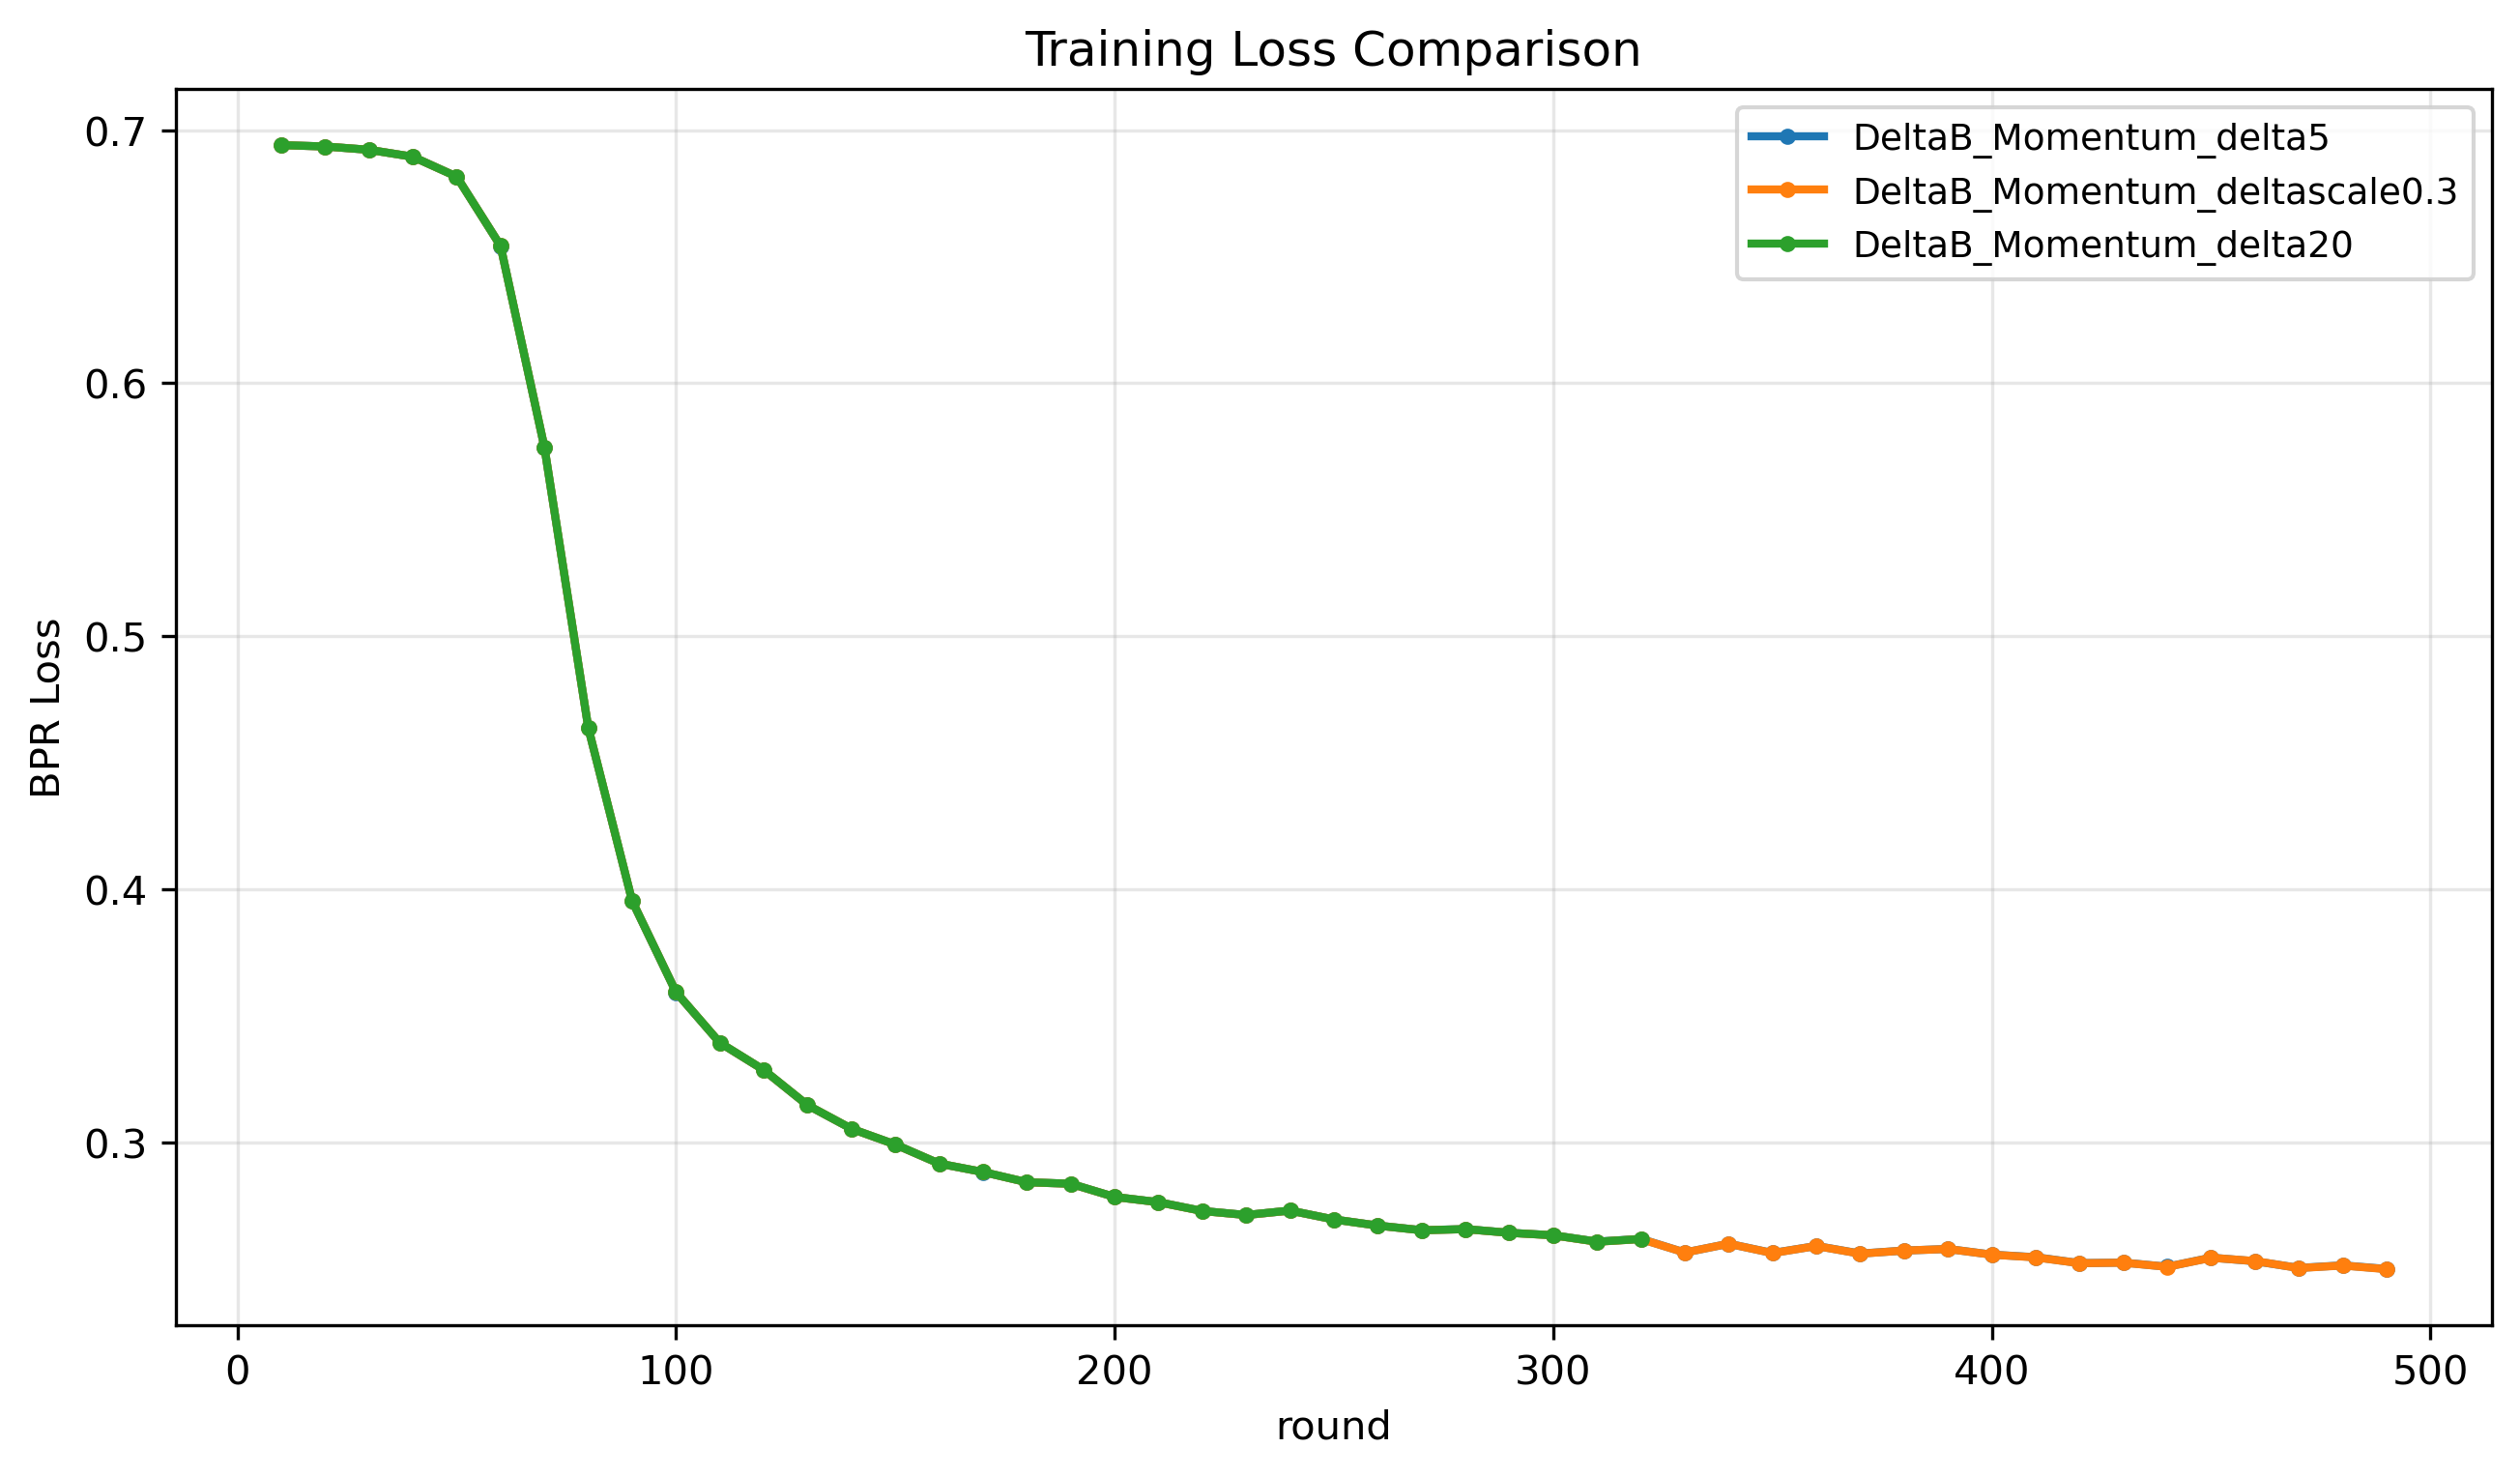 Training Loss Comparison
DeltaB_Momentum_delta5
DeltaB_Momentum_deltascale0.3
DeltaB_Momentum_delta20
BPR Loss
0.7
0.6
0.5
0.4
0.3
0 100 200 300 400 500
round